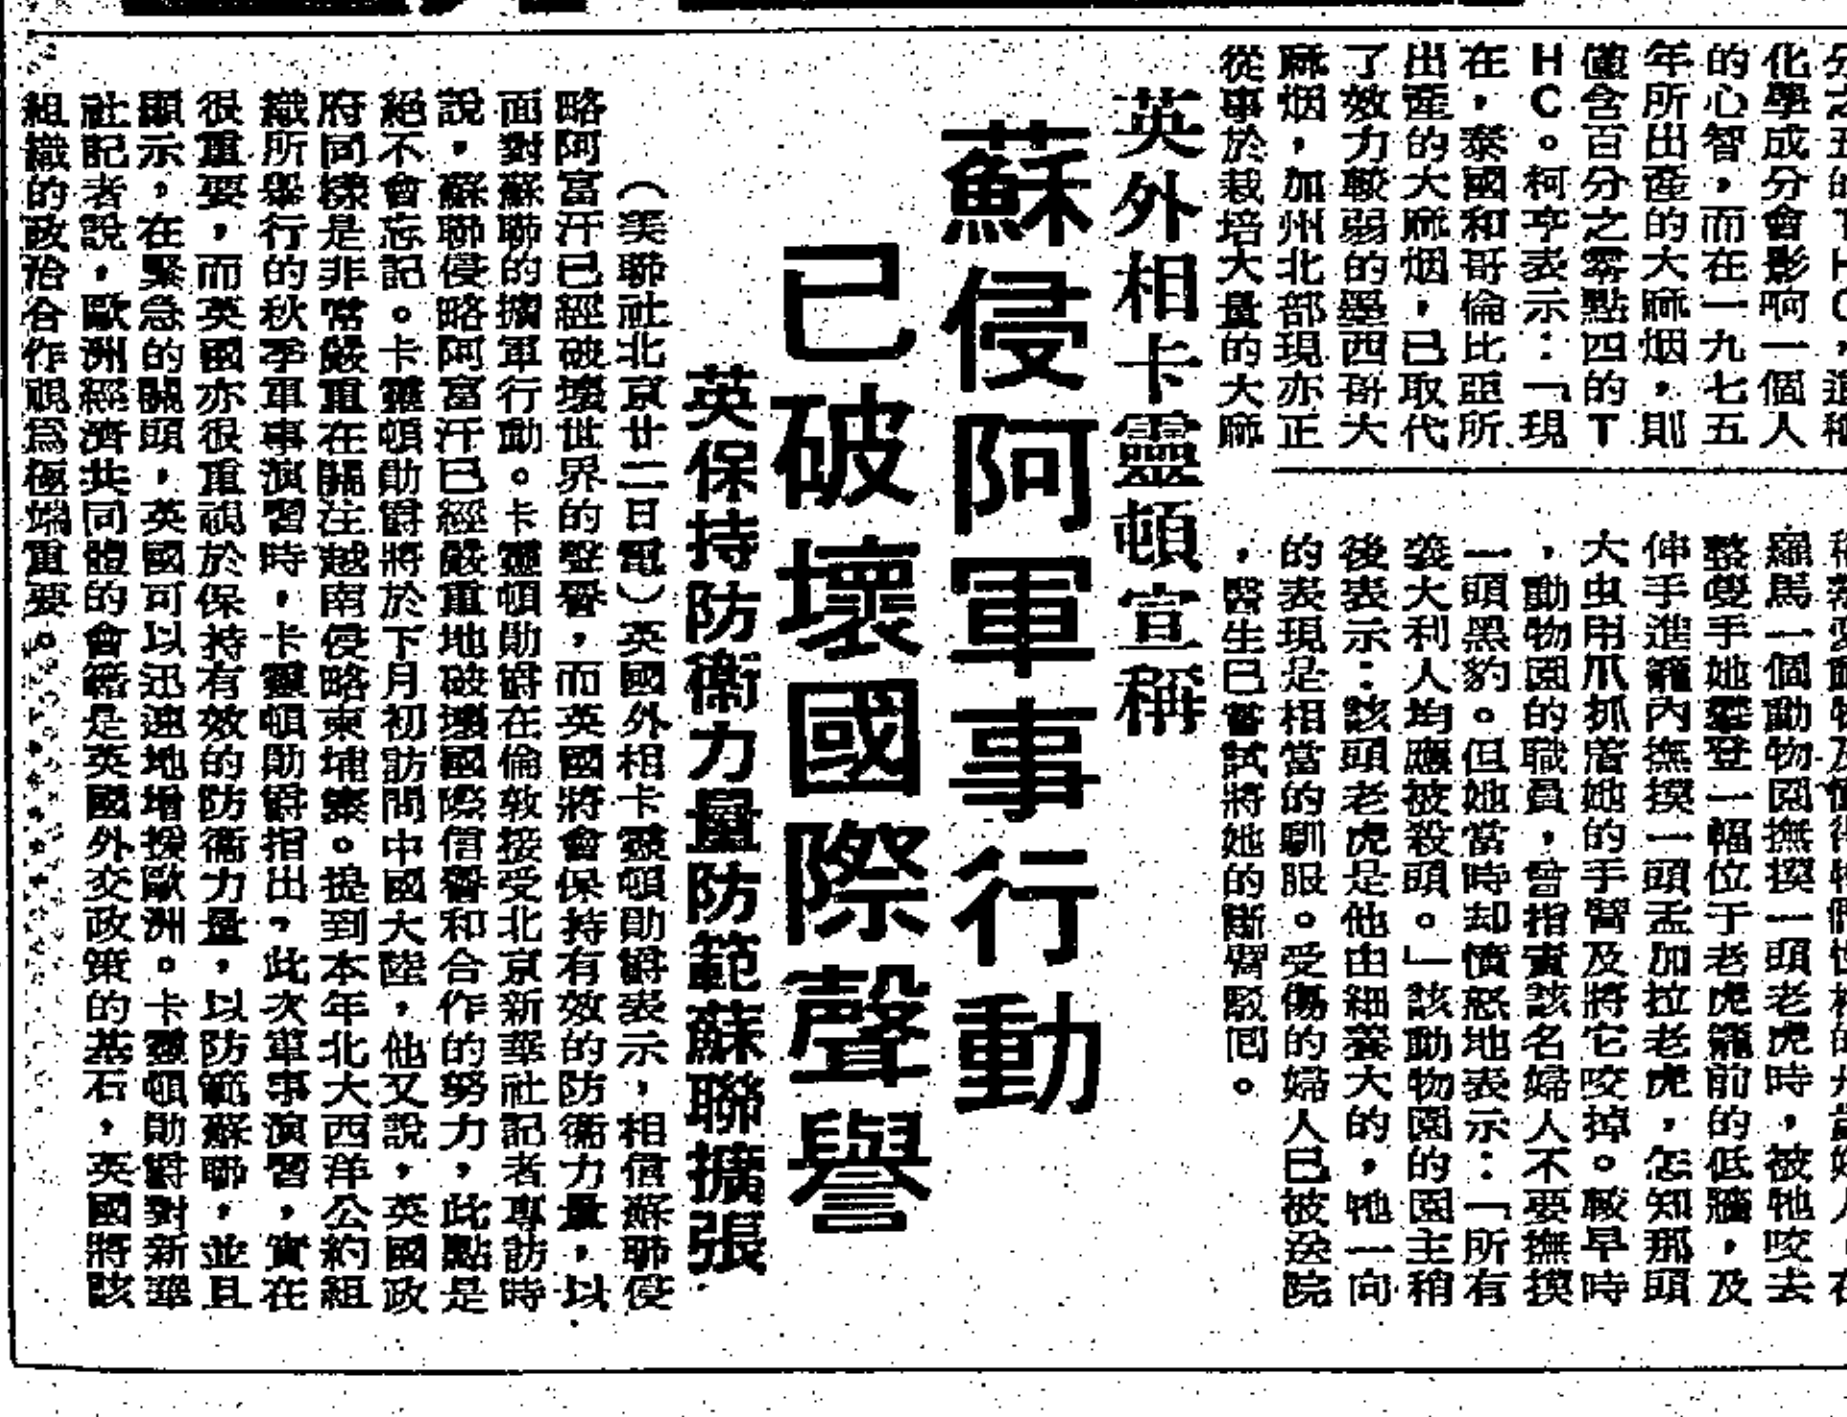 化學成分會影响一個人
的心智，而在一九七五
年所出產的大麻烟，則
僅含百分之零點四的T
HC。柯亨表示：「現
在，泰國和哥倫比亞所
出產的大麻烟，已取代
了效力較弱的墨西哥大
麻烟，加州北部現亦正
從事於栽培大量的大麻
羅馬一個動物園撫摸一頭老虎時，被牠咬去
整隻手她攀登一幅位于老虎籠前的低牆，及
伸手進籠內撫摸一頭孟加拉老虎，怎知那頭
大虫用爪抓着她的手臂及將它咬掉。較早時
，動物園的職員，曾指責該名婦人不要撫摸
一頭黑豹。但她當時却憤怒地表示：「所有
義大利人均應被殺頭。」該動物園的園主稍
後表示：該頭老虎是他由細養大的，牠一向
的表現是相當的馴服。受傷的婦人已被送院
，醫生已嘗試將她的斷臂駁回。
英外相卡靈頓宣稱
蘇侵阿軍事行動
已破壞國際聲譽
英保持防衞力量防範蘇聯擴張
（美聯社北京廿二日電）英國外相卡靈頓勛爵表示，相信蘇聯侵
略阿富汗已經破壞世界的聲譽，而英國將會保持有效的防衞力量，以
面對蘇聯的擴軍行動。卡靈頓勛爵在倫敦接受北京新華社記者專訪時
說，蘇聯侵略阿富汗已經嚴重地破壞國際信譽和合作的努力，此點是
絕不會忘記。卡靈頓勛爵將於下月初訪問中國大陸，他又說，英國政
府同樣是非常嚴重在關注越南侵略柬埔寨。提到本年北大西洋公約組
織所舉行的秋季軍事演習時，卡靈頓勛爵指出，此次軍事演習，實在
很重要，而英國亦很重視於保持有效的防衞力量，以防範蘇聯，並且
顯示，在緊急的關頭，英國可以迅速地增援歐洲。卡靈頓勛爵對新華
社記者說，歐洲經濟共同體的會籍是英國外交政策的基石，英國將該
組織的政治合作視爲極端重要。